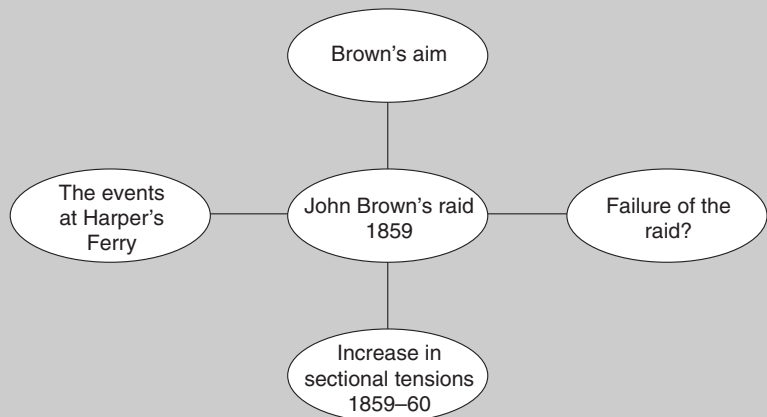 Brown's aim
The events
at Harper's
Ferry
John Brown's raid
1859
Failure of the
raid?
Increase in
sectional tensions
1859–60